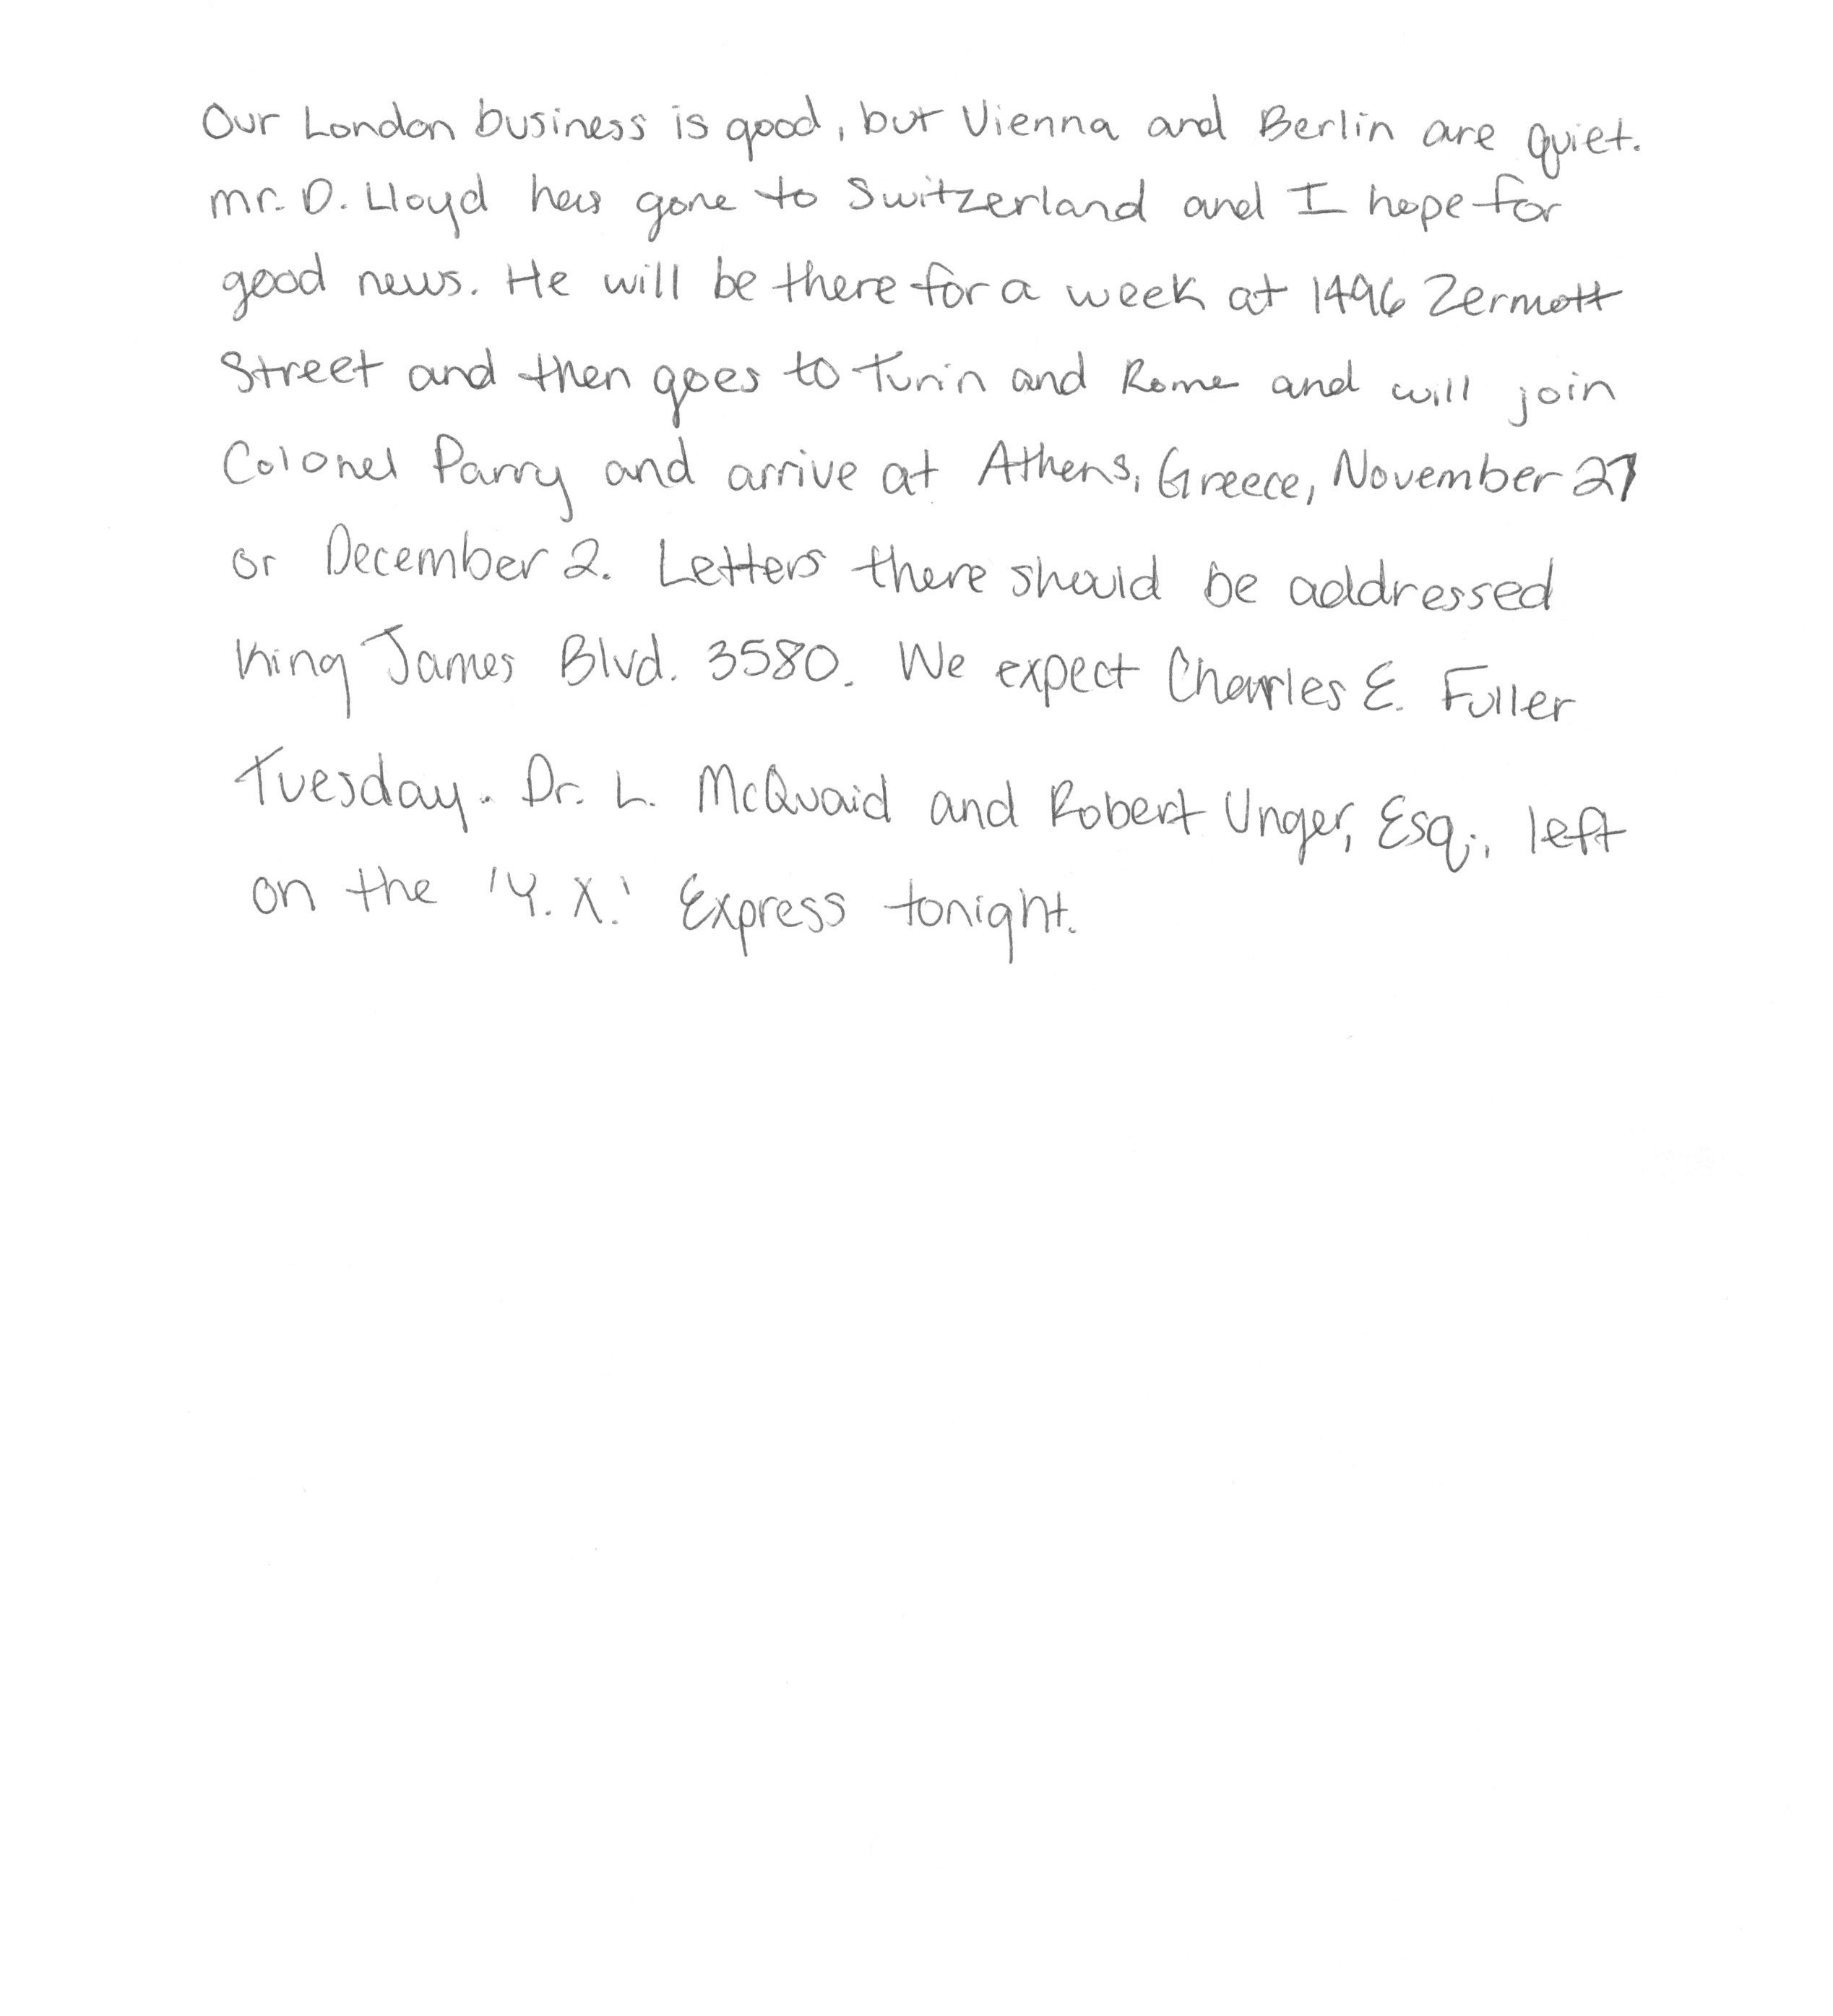 Our London business is good, but Vienna and Berlin are quiet.
Mr. D. Lloyd has gone to Switzerland and I hope for
good news. He will be there for a week at 1496 Zermott
Street and then goes to Turin and Rome and will join
Colonel Parry and arrive at Athens, Greece, November 27
or December 2. Letters there should be addressed
King James Blvd. 3580. We expect Charles E. Fuller
Tuesday. Dr. L. McQuaid and Robert Unger, Esq., left
on the 'Y.X.' Express tonight.